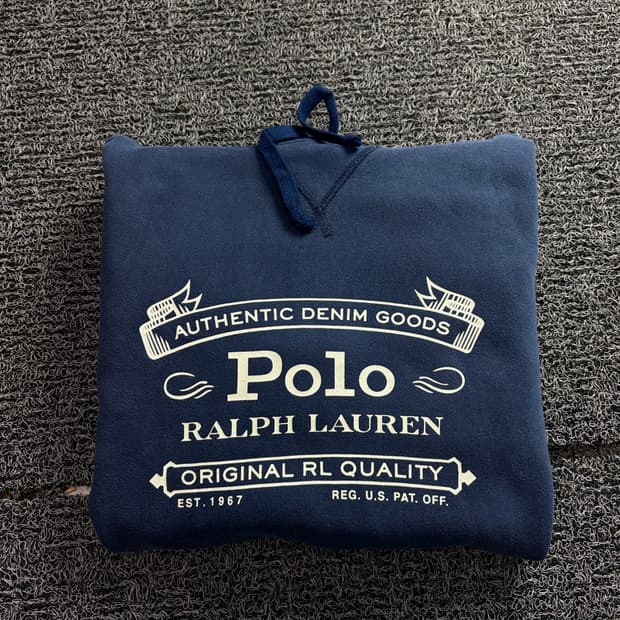 AUTHENTIC DENIM GOODS
Polo
RALPH LAUREN
ORIGINAL RL QUALITY
EST. 1967 REG. U.S. PAT. OFF.